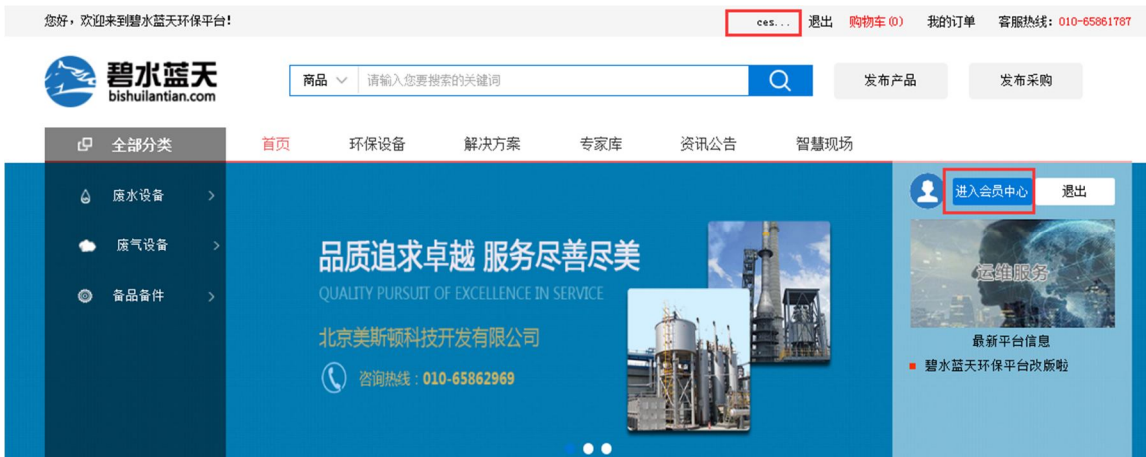 您好，欢迎来到碧水蓝天环保平台！
ces... 退出 购物车(0) 我的订单 客服热线：010-65861787
碧水蓝天
bishuilantian.com
商品 请输入您要搜索的关键词
发布产品 发布采购
全部分类 首页 环保设备 解决方案 专家库 资讯公告 智慧现场
废水设备
废气设备
备品备件
品质追求卓越 服务尽善尽美
QUALITY PURSUIT OF EXCELLENCE IN SERVICE
北京美斯顿科技开发有限公司
咨询热线：010-65862969
进入会员中心 退出
运维服务
最新平台信息
碧水蓝天环保平台改版啦